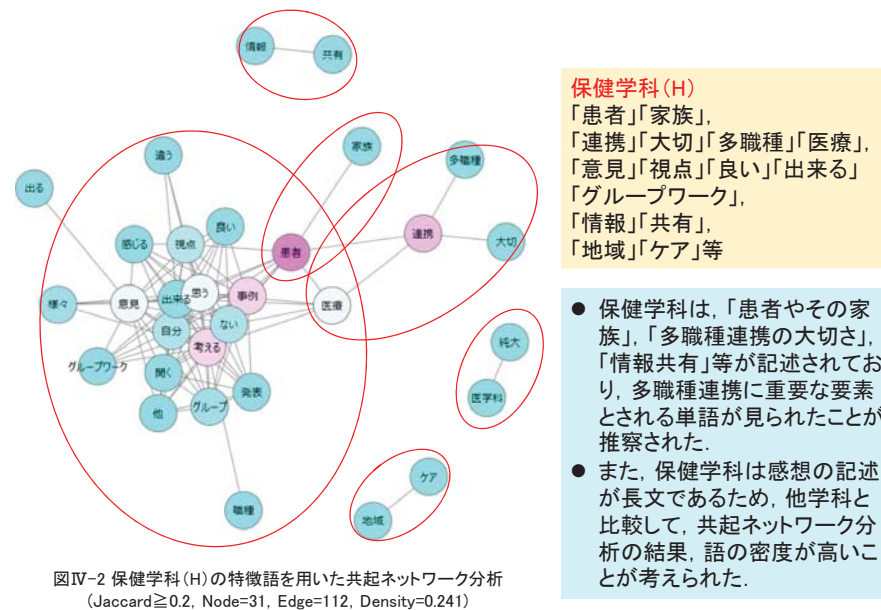 情報
共有
違う
家族
多職種
出る
感じる
視点
良い
患者
連携
大切
様々
意見
出来る
思う
事例
医療
自分
ない
考える
グループワーク
聞く
発表
他
グループ
純大
医学科
ケア
地域
職種
図Ⅳ-2 保健学科(H)の特徴語を用いた共起ネットワーク分析
(Jaccard≧0.2, Node=31, Edge=112, Density=0.241)
保健学科(H)
「患者」「家族」,
「連携」「大切」「多職種」「医療」,
「意見」「視点」「良い」「出来る」
「グループワーク」,
「情報」「共有」,
「地域」「ケア」等
● 保健学科は,「患者やその家
族」,「多職種連携の大切さ」,
「情報共有」等が記述されてお
り, 多職種連携に重要な要素
とされる単語が見られたことが
推察された.
● また, 保健学科は感想の記述
が長文であるため, 他学科と
比較して, 共起ネットワーク分
析の結果, 語の密度が高いこ
とが考えられた.